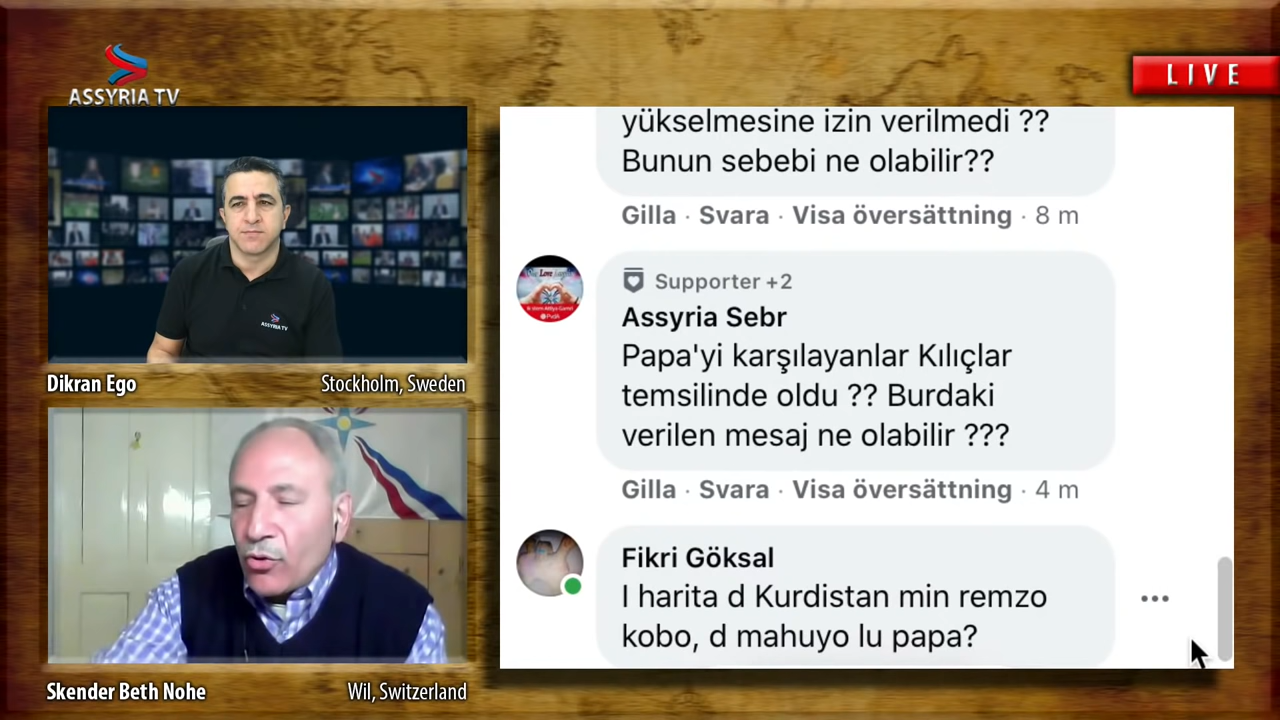 ASSYRIA TV
LIVE
ASSYRIA TV
Dikran Ego
Stockholm, Sweden
Skender Beth Nohe
Wil, Switzerland
yükselmesine izin verilmedi ??
Bunun sebebi ne olabilir??
Gilla · Svara · Visa översättning · 8 m
Supporter +2
Assyria Sebr
Papa'yi karşılayanlar Kılıçlar
temsilinde oldu ?? Burdaki
verilen mesaj ne olabilir ???
Gilla · Svara · Visa översättning · 4 m
Fikri Göksal
I harita d Kurdistan min remzo
kobo, d mahuyo lu papa?